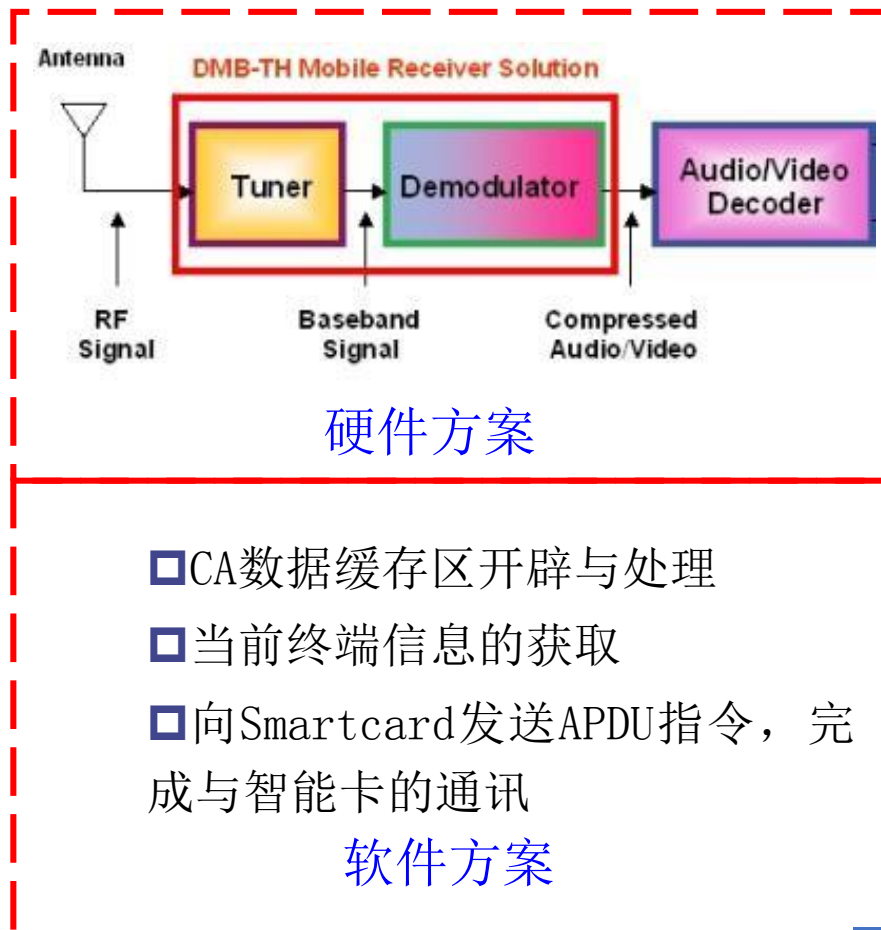 Antenna
DMB-TH Mobile Receiver Solution
Tuner
Demodulator
Audio/Video
Decoder
RF
Signal
Baseband
Signal
Compressed
Audio/Video
硬件方案
CA数据缓存区开辟与处理
当前终端信息的获取
向Smartcard发送APDU指令，完
成与智能卡的通讯
软件方案